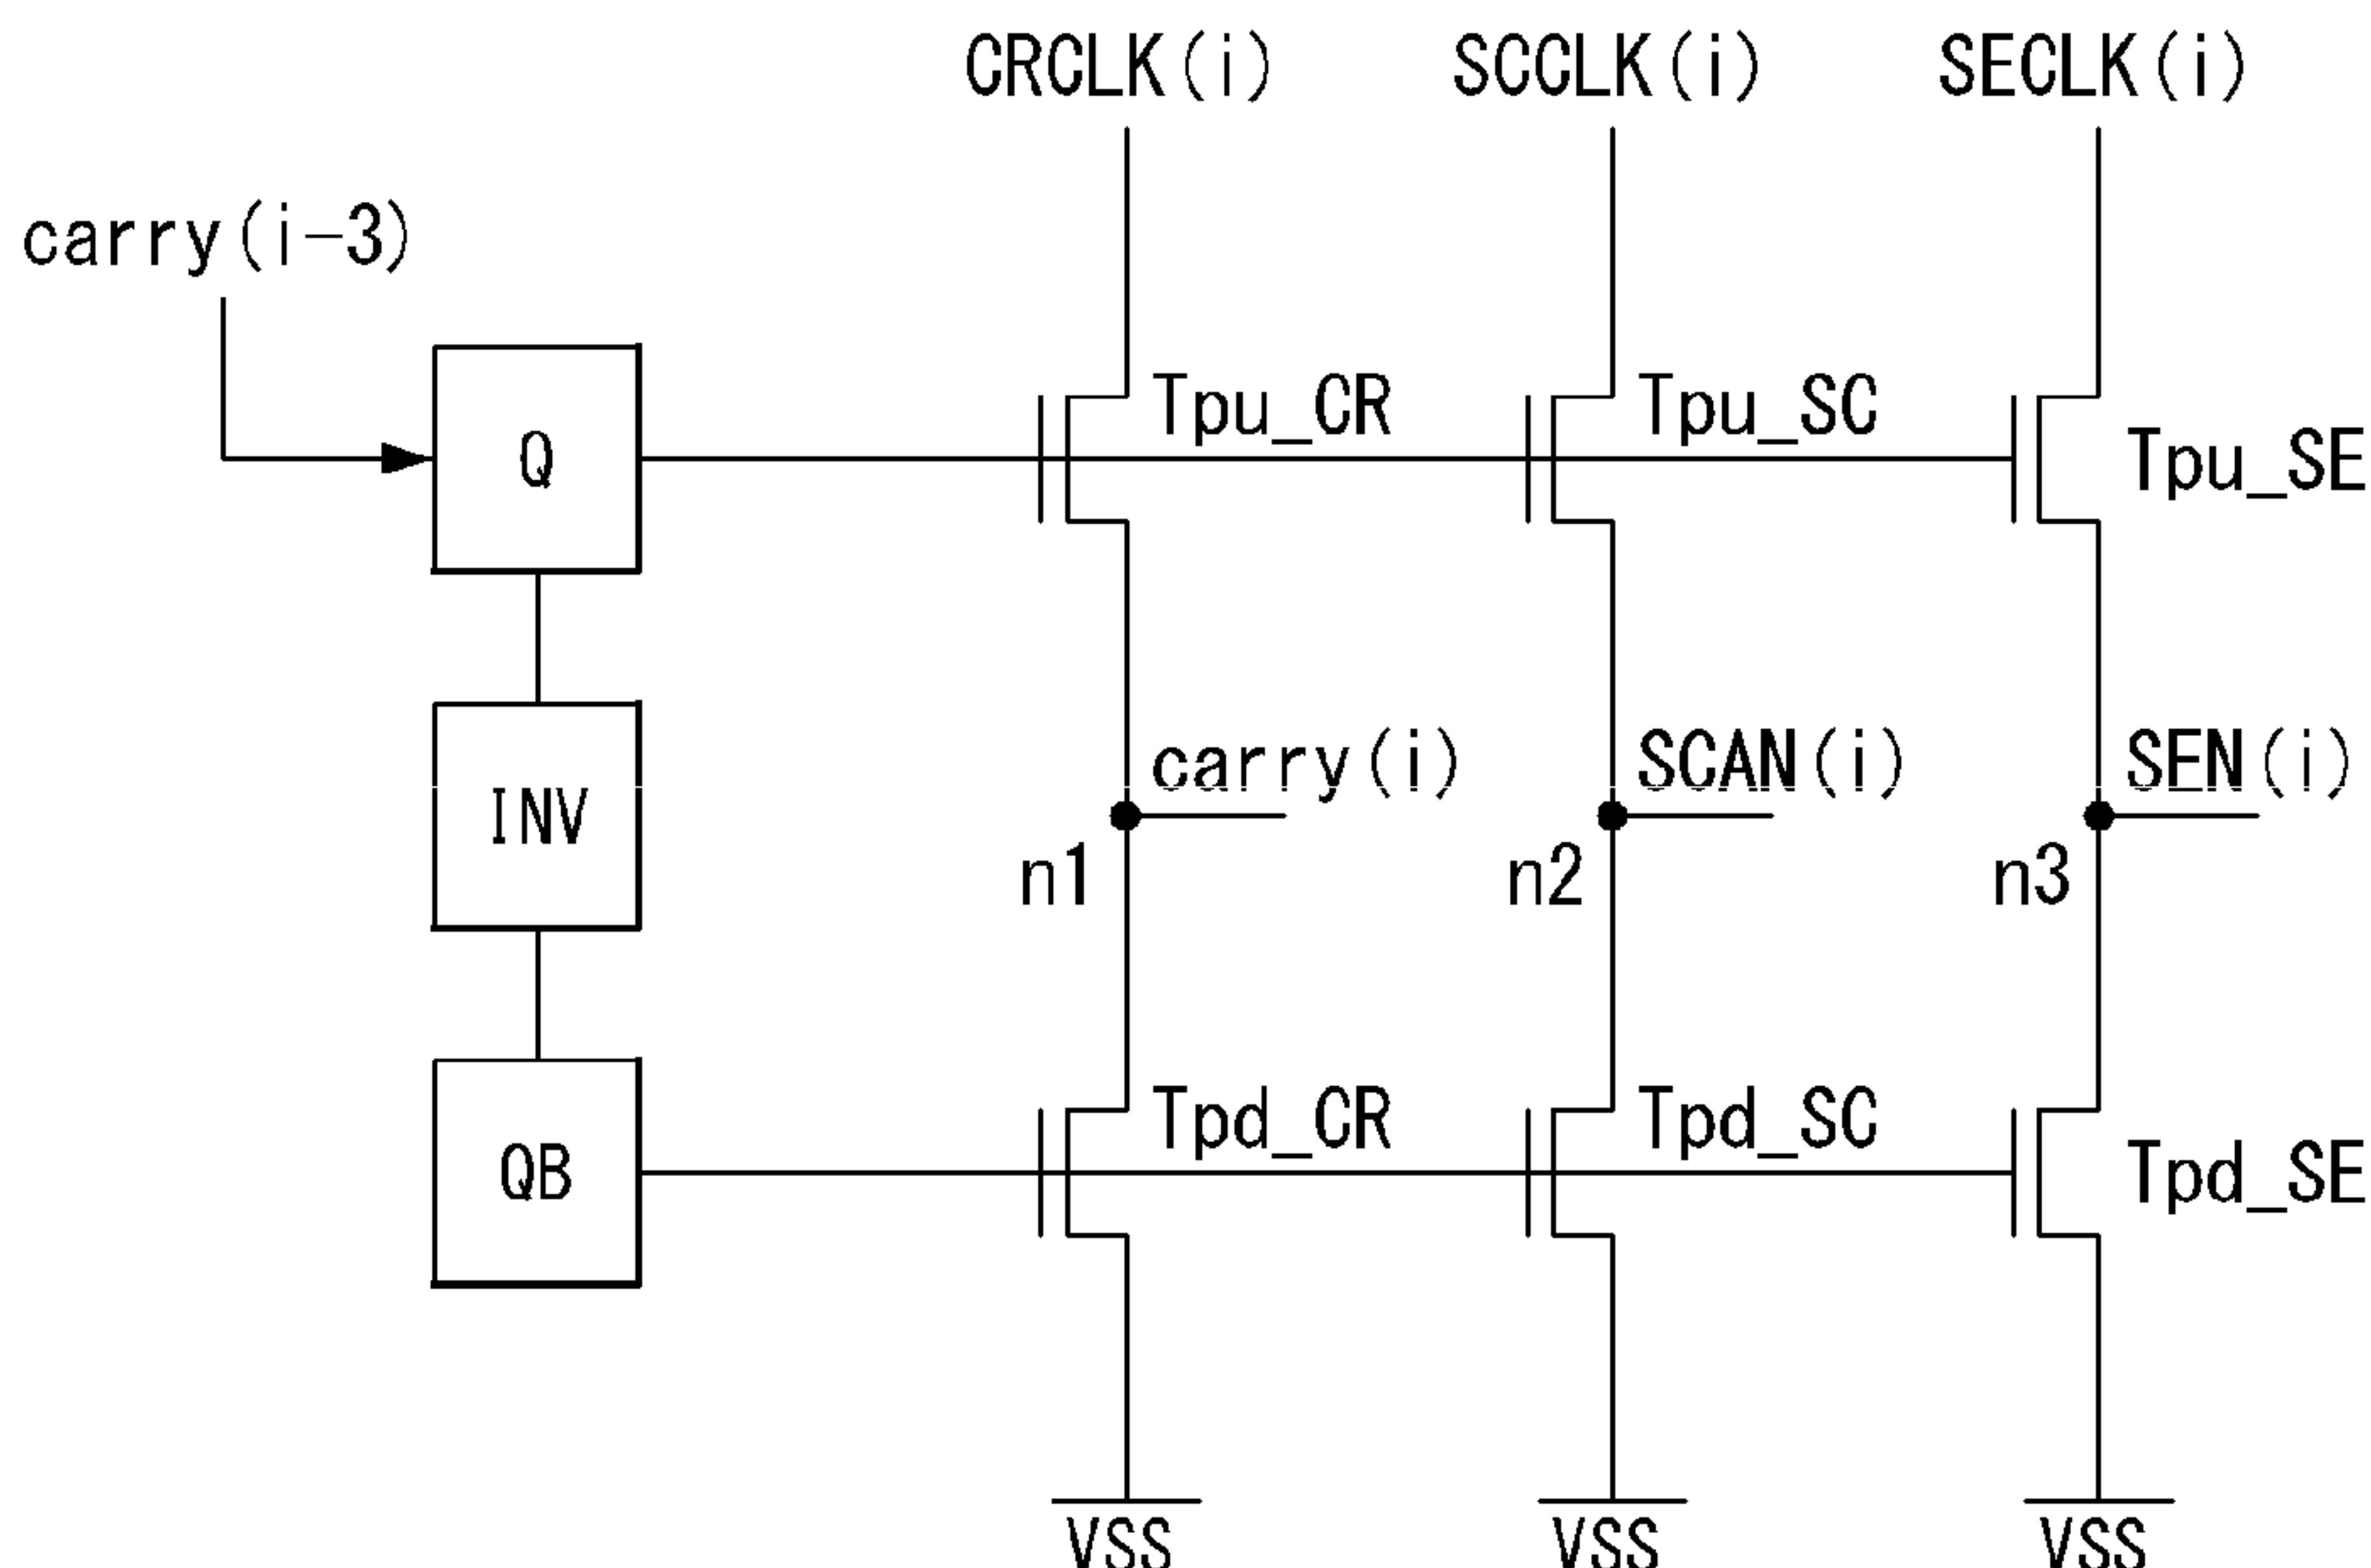 CRCLK(i) SCCLK(i) SECLK(i)
carry(i-3)
Tpu_CR Tpu_SC
Q Tpu_SE
carry(i) SCAN(i) SEN(i)
INV
n1 n2 n3
Tpd_CR Tpd_SC
QB Tpd_SE
VSS VSS VSS